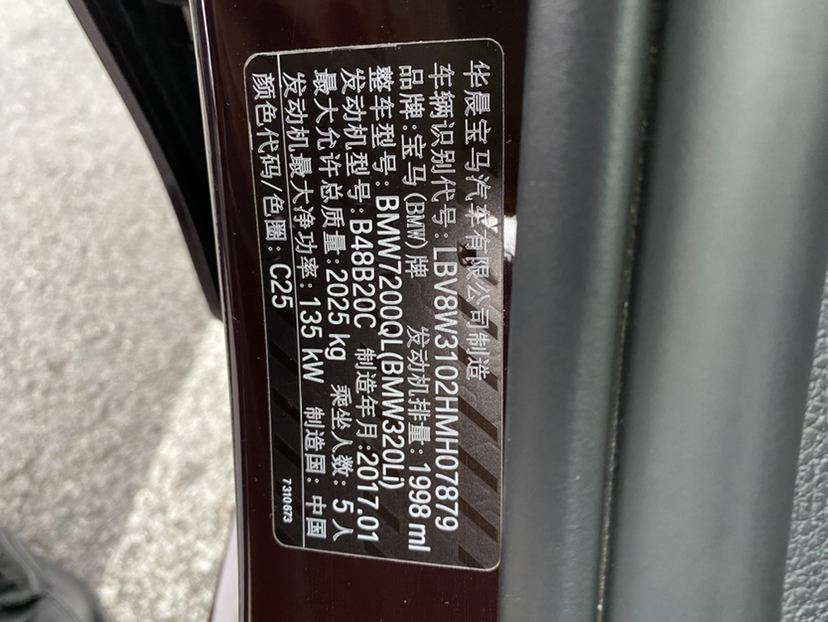 华晨宝马汽车有限公司制造
车辆识别代号: LBV8W3102HMH07879
品牌:宝马(BMW)牌 发动机排量: 1998 ml
整车型号: BMW7200QL(BMW320Li)
发动机型号: B48B20C 制造年月: 2017.01
最大允许总质量: 2025 kg 乘坐人数: 5 人
发动机最大净功率: 135 kW 制造国: 中国
颜色代码/色圈: C25 7 310 673